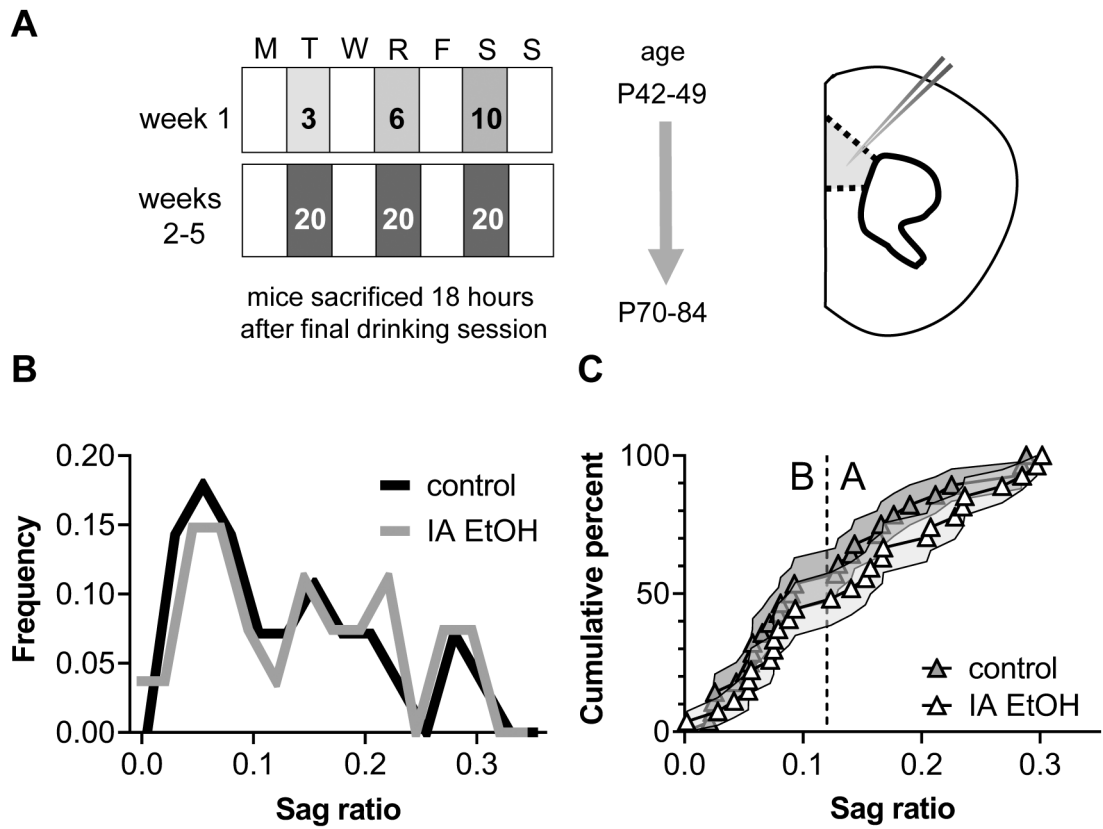 A
M T W R F S S
week 1 3 6 10
weeks
2-5
20 20 20
mice sacrificed 18 hours
after final drinking session
age
P42-49
P70-84
B
Frequency
0.20
0.15
0.10
0.05
0.00
control
IA EtOH
0.0 0.1 0.2 0.3
Sag ratio
C
Cumulative percent
100
50
0
B A
control
IA EtOH
0.0 0.1 0.2 0.3
Sag ratio